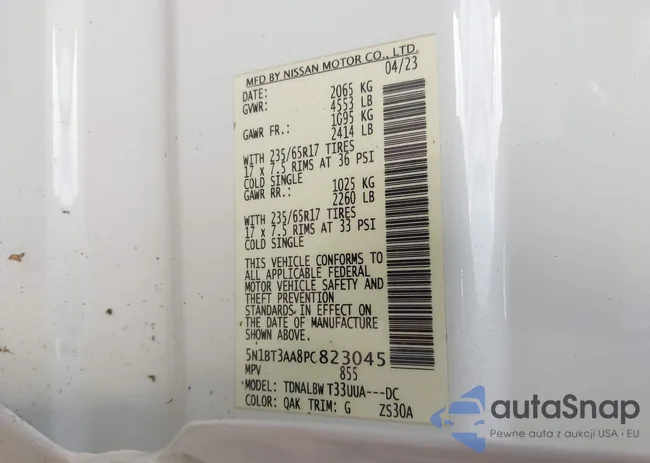 MFD BY NISSAN MOTOR CO., LTD.
DATE: 04/23
GVWR: 2065 KG
4553 LB
GAWR FR.: 1095 KG
2414 LB
WITH 235/65R17 TIRES
17 x 7.5 RIMS AT 36 PSI
COLD SINGLE
GAWR RR.: 1025 KG
2260 LB
WITH 235/65R17 TIRES
17 x 7.5 RIMS AT 33 PSI
COLD SINGLE
THIS VEHICLE CONFORMS TO
ALL APPLICABLE FEDERAL
MOTOR VEHICLE SAFETY AND
THEFT PREVENTION
STANDARDS IN EFFECT ON
THE DATE OF MANUFACTURE
SHOWN ABOVE.
5N1BT3AA8PC823045
MPV 855
MODEL: TDNALBW T33UUA---DC
COLOR: QAK TRIM: G ZS30A
autaSnap
Pewne auta z aukcji USA i EU